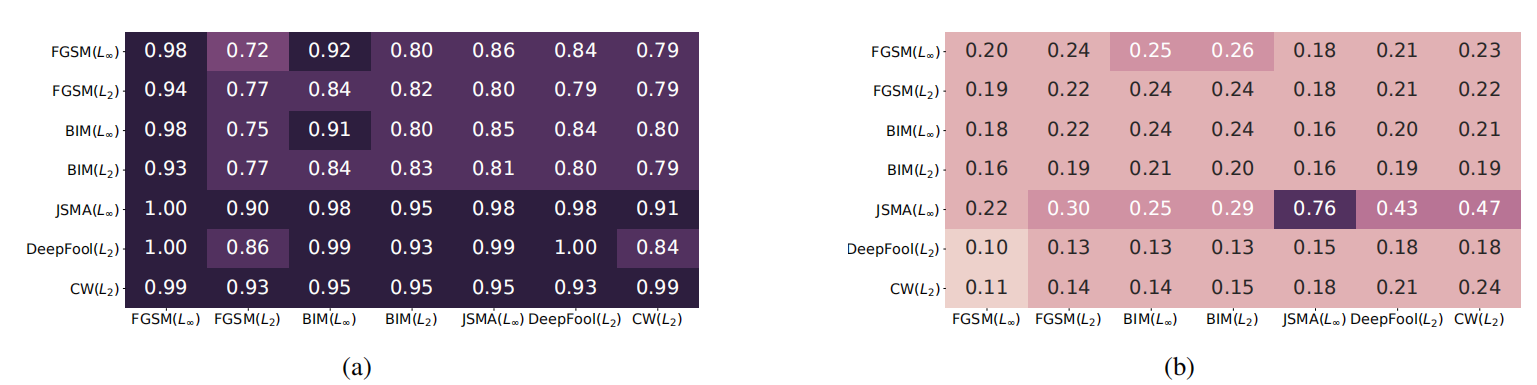 FGSM(L∞) 0.98 0.72 0.92 0.80 0.86 0.84 0.79
FGSM(L₂) 0.94 0.77 0.84 0.82 0.80 0.79 0.79
BIM(L∞) 0.98 0.75 0.91 0.80 0.85 0.84 0.80
BIM(L₂) 0.93 0.77 0.84 0.83 0.81 0.80 0.79
JSMA(L∞) 1.00 0.90 0.98 0.95 0.98 0.98 0.91
DeepFool(L₂) 1.00 0.86 0.99 0.93 0.99 1.00 0.84
CW(L₂) 0.99 0.93 0.95 0.95 0.95 0.93 0.99
FGSM(L∞) FGSM(L₂) BIM(L∞) BIM(L₂) JSMA(L∞) DeepFool(L₂) CW(L₂)
(a)
FGSM(L∞) 0.20 0.24 0.25 0.26 0.18 0.21 0.23
FGSM(L₂) 0.19 0.22 0.24 0.24 0.18 0.21 0.22
BIM(L∞) 0.18 0.22 0.24 0.24 0.16 0.20 0.21
BIM(L₂) 0.16 0.19 0.21 0.20 0.16 0.19 0.19
JSMA(L∞) 0.22 0.30 0.25 0.29 0.76 0.43 0.47
DeepFool(L₂) 0.10 0.13 0.13 0.13 0.15 0.18 0.18
CW(L₂) 0.11 0.14 0.14 0.15 0.18 0.21 0.24
FGSM(L∞) FGSM(L₂) BIM(L∞) BIM(L₂) JSMA(L∞) DeepFool(L₂) CW(L₂)
(b)